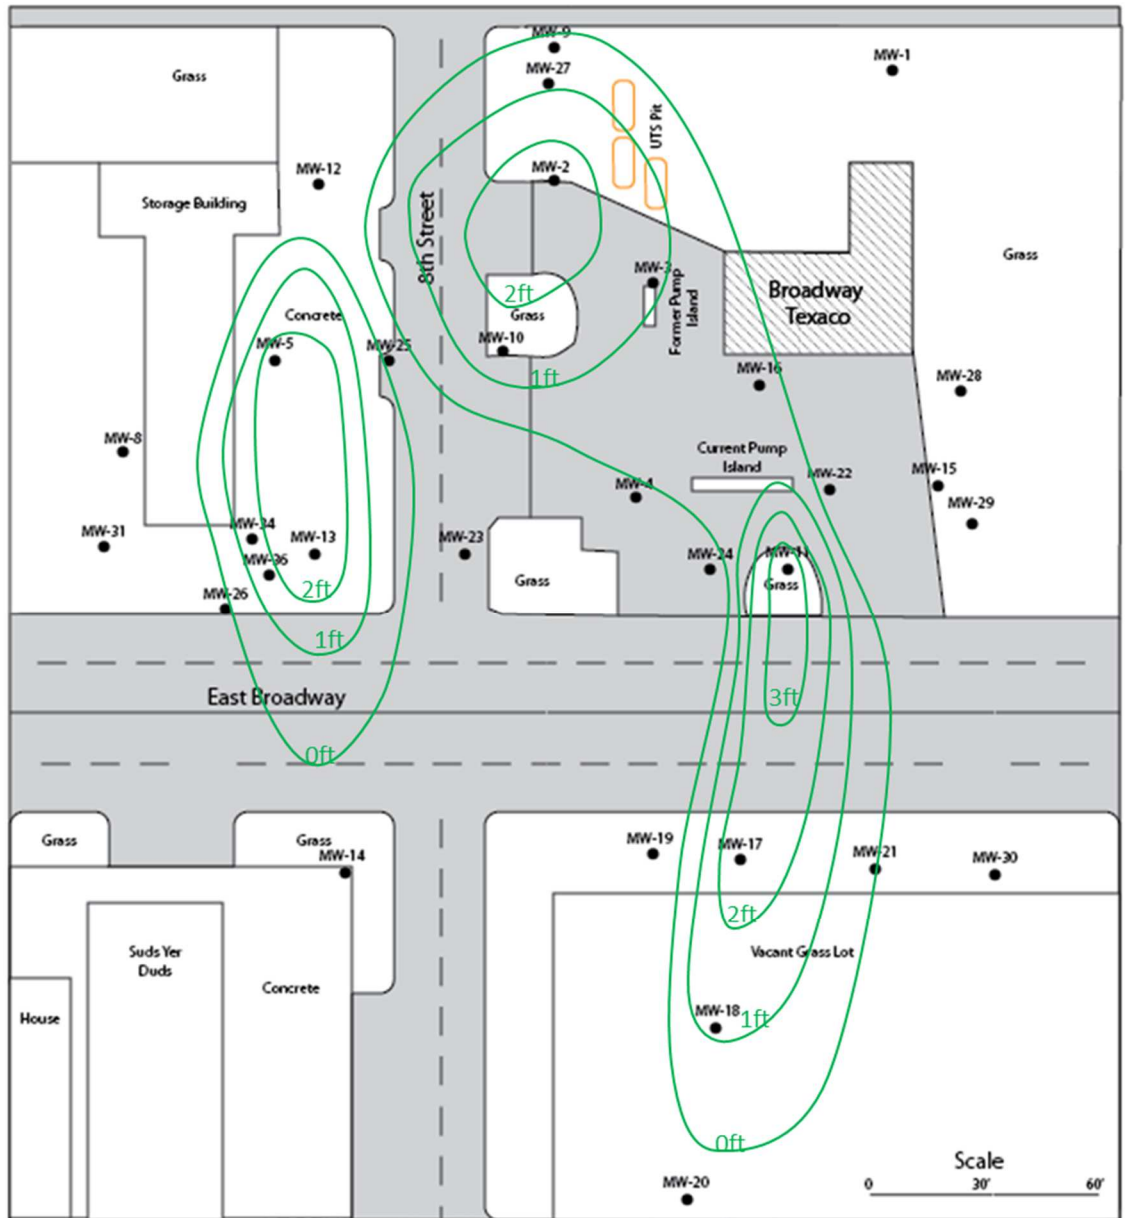 MW-9
MW-1
MW-27
Grass
UTS Pit
MW-12
MW-2
Storage Building
8th Street
Grass
MW-3
Former Pump
Island
Broadway
Texaco
2ft
Concrete
Grass
MW-5
MW-25
MW-10
1ft
MW-16
MW-28
MW-8
Current Pump
Island
MW-4
MW-22
MW-15
MW-29
MW-31
MW-34
MW-13
MW-23
MW-24
MW-11
MW-36
Grass
Grass
2ft
MW-26
1ft
East Broadway
3ft
0ft
Grass
Grass
MW-14
MW-19
MW-17
MW-21
MW-30
2ft
Suds Yer
Duds
Vacant Grass Lot
Concrete
House
MW-18
1ft
0ft
Scale
MW-20
0 30' 60'